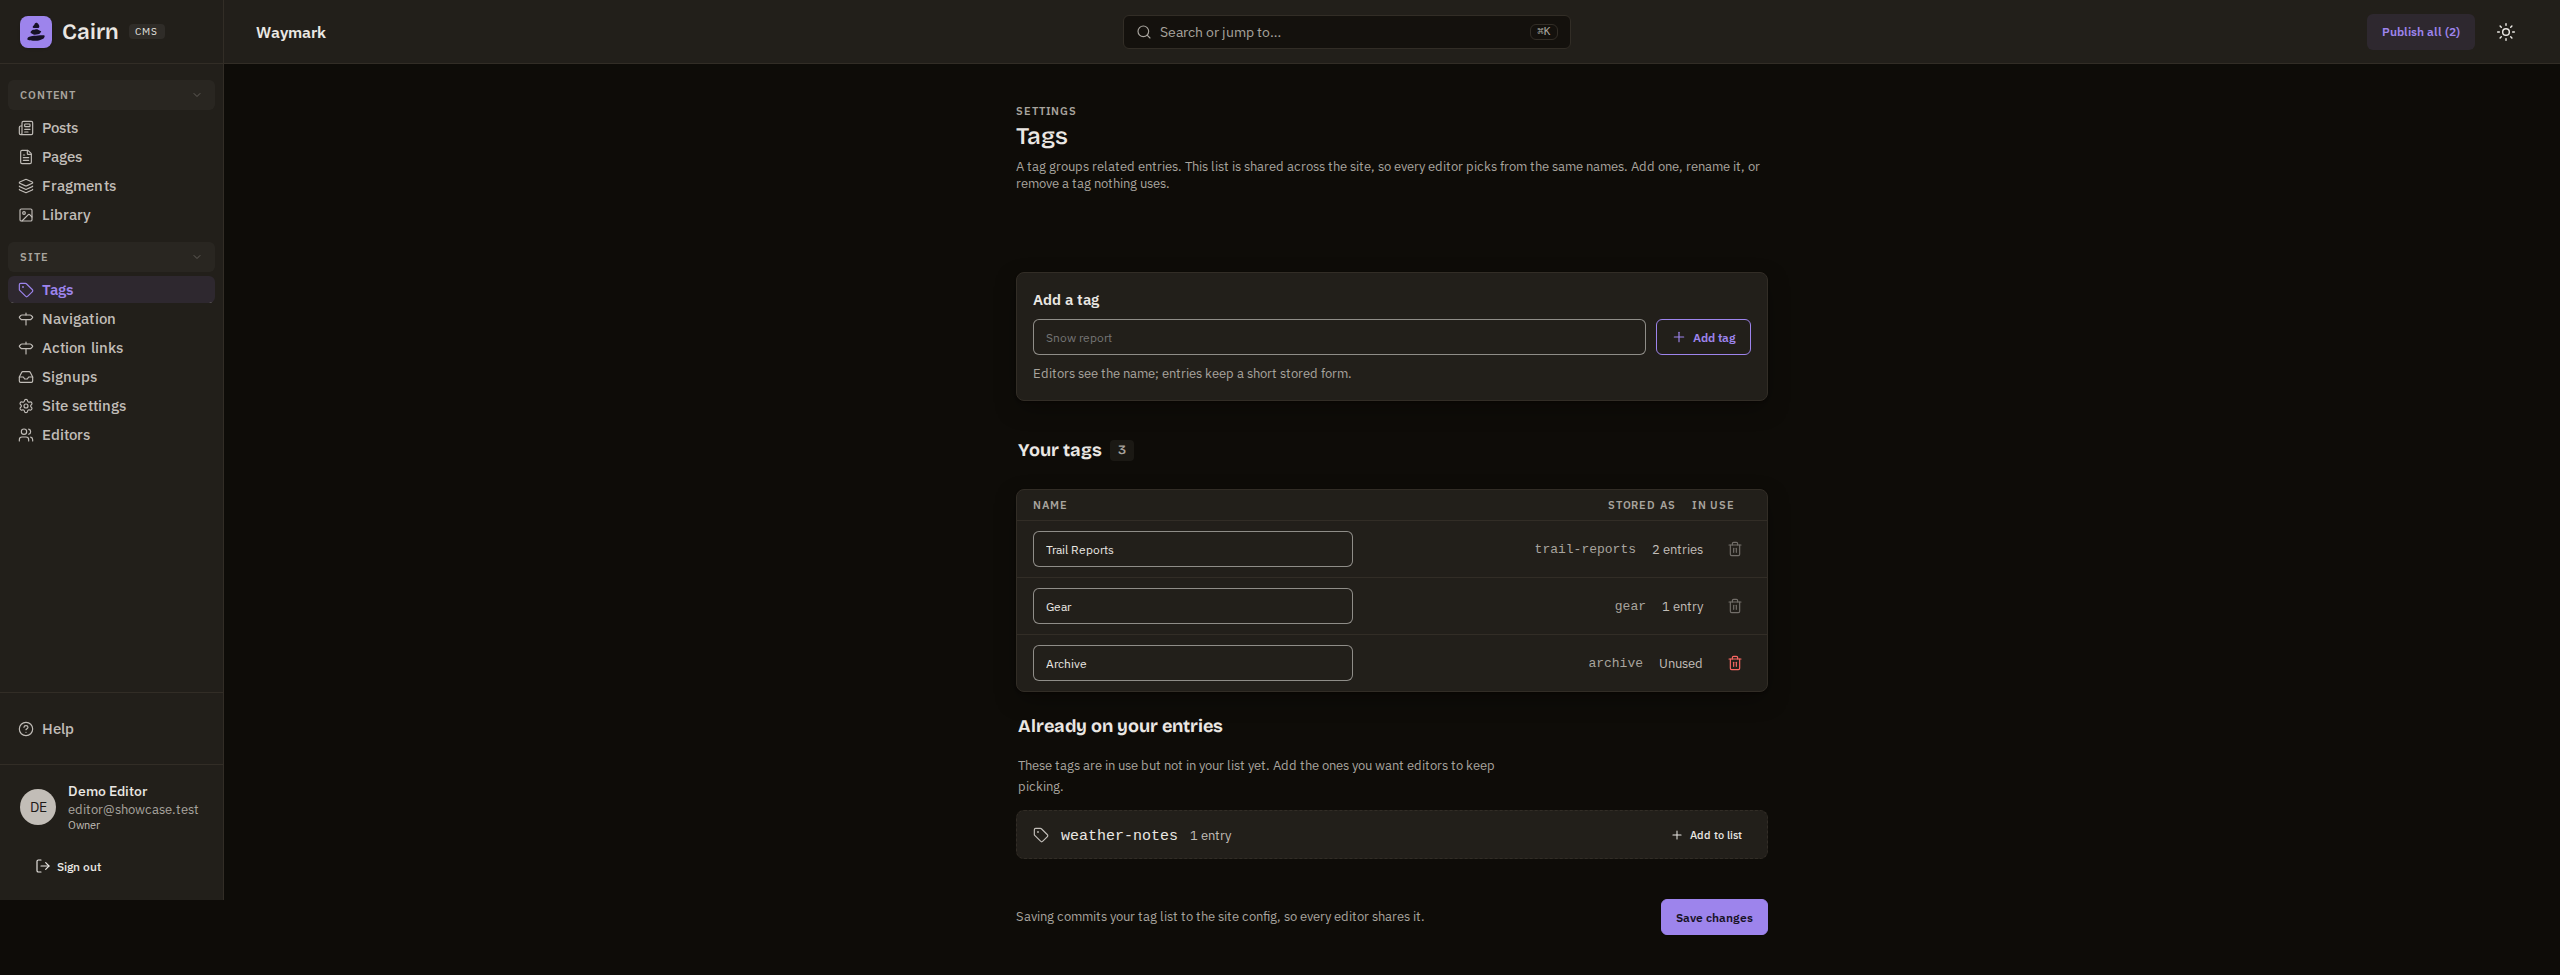 Cairn CMS
Waymark
Search or jump to...
⌘K
Publish all (2)
CONTENT
Posts
Pages
Fragments
Library
SITE
Tags
Navigation
Action links
Signups
Site settings
Editors
Help
DE
Demo Editor
editor@showcase.test
Owner
Sign out
SETTINGS
Tags
A tag groups related entries. This list is shared across the site, so every editor picks from the same names. Add one, rename it, or
remove a tag nothing uses.
Add a tag
Snow report
Add tag
Editors see the name; entries keep a short stored form.
Your tags 3
NAME STORED AS IN USE
Trail Reports trail-reports 2 entries
Gear gear 1 entry
Archive archive Unused
Already on your entries
These tags are in use but not in your list yet. Add the ones you want editors to keep
picking.
weather-notes 1 entry Add to list
Saving commits your tag list to the site config, so every editor shares it.
Save changes